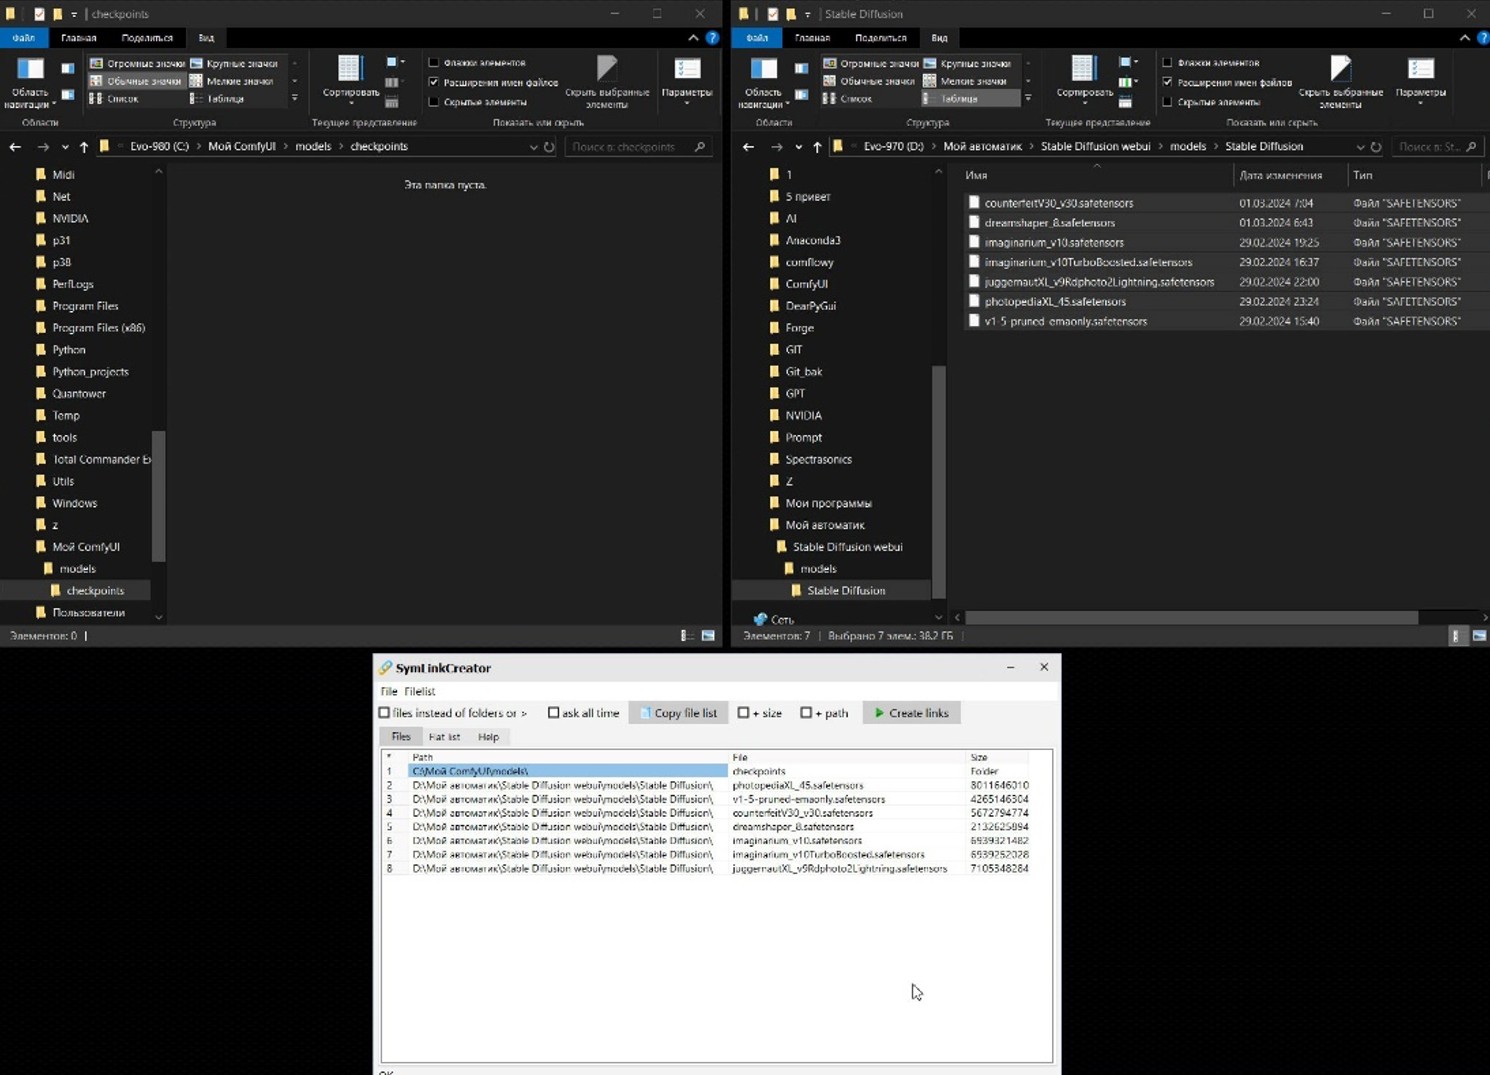 checkpoints
Файл Главная Поделиться Вид
Область навигации
Огромные значки Крупные значки
Обычные значки Мелкие значки
Список Таблица
Сортировать
Флажки элементов
Расширения имен файлов
Скрытые элементы
Скрыть выбранные элементы
Параметры
Области Структура Текущее представление Показать или скрыть
Evo-980 (C:) > Мой ComfyUI > models > checkpoints
Поиск в: checkpoints
Midi
Net
NVIDIA
p31
p38
PerfLogs
Program Files
Program Files (x86)
Python
Python_projects
Quantower
Temp
tools
Total Commander
Utils
Windows
z
Мой ComfyUI
models
checkpoints
Пользователи
Эта папка пуста.
Элементов: 0
Stable Diffusion
Файл Главная Поделиться Вид
Область навигации
Огромные значки Крупные значки
Обычные значки Мелкие значки
Список Таблица
Сортировать
Флажки элементов
Расширения имен файлов
Скрытые элементы
Скрыть выбранные элементы
Параметры
Области Структура Текущее представление Показать или скрыть
Evo-970 (D:) > Мой автоматик > Stable Diffusion webui > models > Stable Diffusion
Поиск в: St...
1
5 привет
AI
Anaconda3
comflowy
ComfyUI
DearPyGui
Forge
GIT
Git_bak
GPT
NVIDIA
Prompt
Spectrasonics
Z
Мои программы
Мой автоматик
Stable Diffusion webui
models
Stable Diffusion
Сеть
Имя Дата изменения Тип
counterfeitV30_v30.safetensors 01.03.2024 7:04 Файл "SAFETENSORS"
dreamshaper_8.safetensors 01.03.2024 6:43 Файл "SAFETENSORS"
imaginarium_v10.safetensors 29.02.2024 19:25 Файл "SAFETENSORS"
imaginarium_v10TurboBoosted.safetensors 29.02.2024 16:37 Файл "SAFETENSORS"
juggernautXL_v9Rdphoto2Lightning.safetensors 29.02.2024 22:00 Файл "SAFETENSORS"
photopediaXL_45.safetensors 29.02.2024 23:24 Файл "SAFETENSORS"
v1-5-pruned-emaonly.safetensors 29.02.2024 15:40 Файл "SAFETENSORS"
Элементов: 7 Выбрано 7 элем.: 38.2 ГБ
SymLinkCreator
File Filelist
files instead of folders or > ask all time Copy file list + size + path Create links
Files Flat list Help
* Path File Size
1 C:\Мой ComfyUI\models\ checkpoints Folder
2 D:\Мой автоматик\Stable Diffusion webui\models\Stable Diffusion\ photopediaXL_45.safetensors 8011646010
3 D:\Мой автоматик\Stable Diffusion webui\models\Stable Diffusion\ v1-5-pruned-emaonly.safetensors 4265146304
4 D:\Мой автоматик\Stable Diffusion webui\models\Stable Diffusion\ counterfeitV30_v30.safetensors 5672794774
5 D:\Мой автоматик\Stable Diffusion webui\models\Stable Diffusion\ dreamshaper_8.safetensors 2132625894
6 D:\Мой автоматик\Stable Diffusion webui\models\Stable Diffusion\ imaginarium_v10.safetensors 6939321482
7 D:\Мой автоматик\Stable Diffusion webui\models\Stable Diffusion\ imaginarium_v10TurboBoosted.safetensors 6939252028
8 D:\Мой автоматик\Stable Diffusion webui\models\Stable Diffusion\ juggernautXL_v9Rdphoto2Lightning.safetensors 7105348284